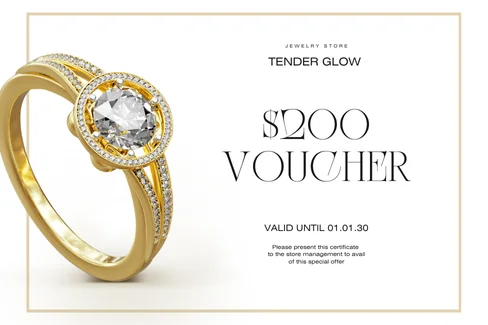 JEWELRY STORE
TENDER GLOW
$200
VOUCHER
VALID UNTIL 01.01.30
Please present this certificate
to the store management to avail
of this special offer